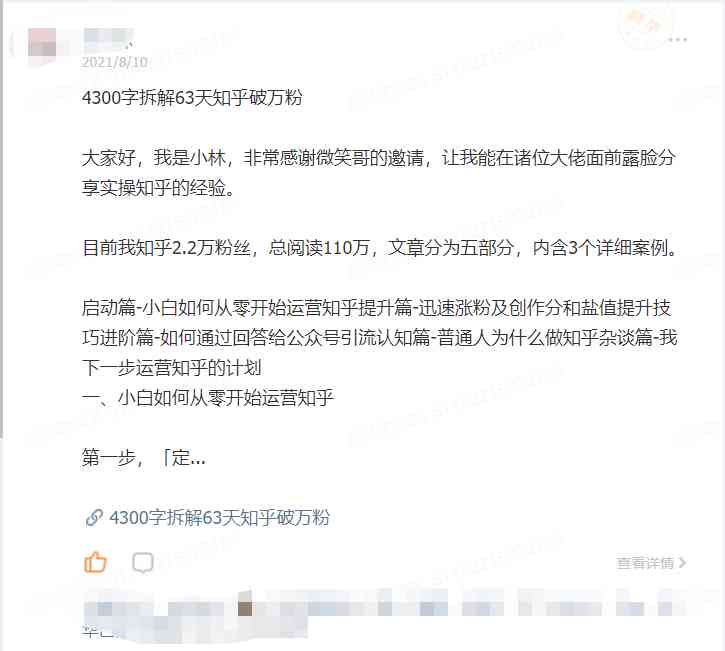 2021/8/10
4300字拆解63天知乎破万粉
大家好，我是小林，非常感谢微笑哥的邀请，让我能在诸位大佬面前露脸分
享实操知乎的经验。
目前我知乎2.2万粉丝，总阅读110万，文章分为五部分，内含3个详细案例。
启动篇-小白如何从零开始运营知乎提升篇-迅速涨粉及创作分和盐值提升技
巧进阶篇-如何通过回答给公众号引流认知篇-普通人为什么做知乎杂谈篇-我
下一步运营知乎的计划
一、小白如何从零开始运营知乎
第一步，「定...
4300字拆解63天知乎破万粉
查看详情